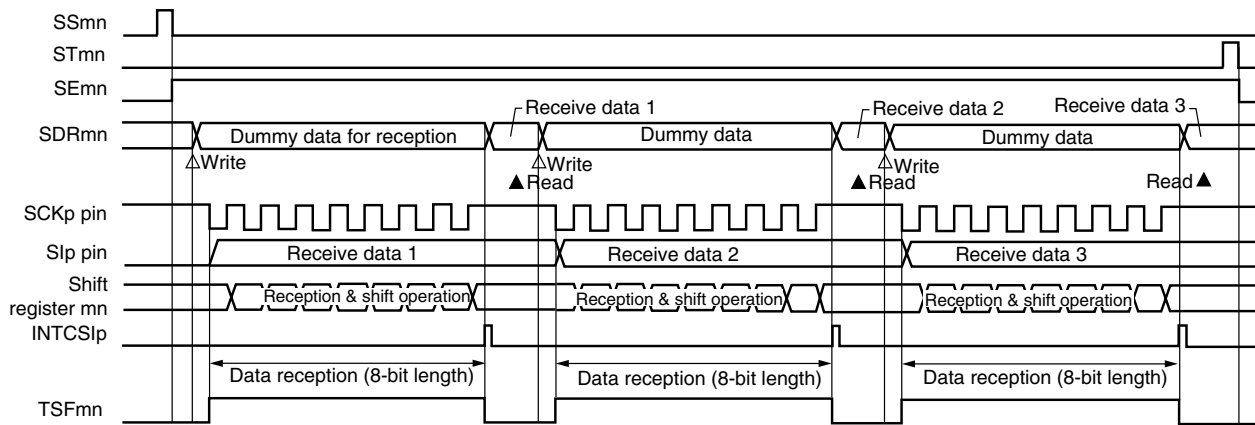 SSmn
STmn
SEmn
Receive data 1
Receive data 2
Receive data 3
SDRmn
Dummy data for reception
Dummy data
Dummy data
△Write
△Write
△Write
▲Read
▲Read
Read▲
SCKp pin
SIp pin
Receive data 1
Receive data 2
Receive data 3
Shift
register mn
Reception & shift operation
Reception & shift operation
Reception & shift operation
INTCSIp
Data reception (8-bit length)
Data reception (8-bit length)
Data reception (8-bit length)
TSFmn